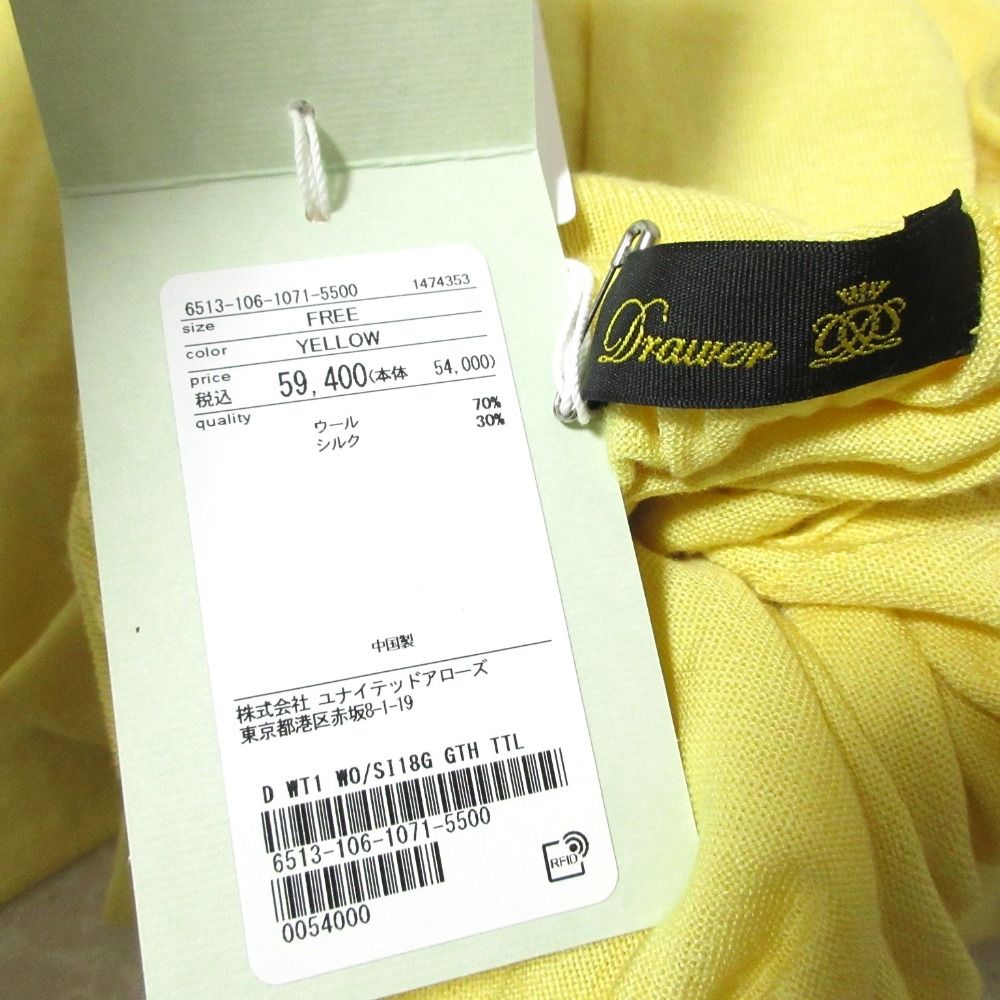 6513-106-1071-5500 1474353
size FREE
color YELLOW
price
税込 59,400(本体 54,000)
quality
ウール 70%
シルク 30%
中国製
株式会社 ユナイテッドアローズ
東京都港区赤坂8-1-19
D WT1 WO/SI18G GTH TTL
6513-106-1071-5500
0054000
RFID
Drawer